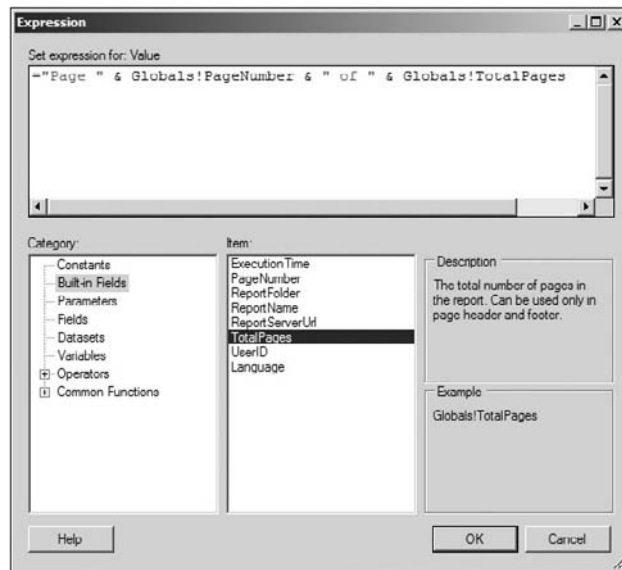 Expression
Set expression for: Value
="Page " & Globals!PageNumber & " of " & Globals!TotalPages
Category:
Constants
Built-in Fields
Parameters
Fields
Datasets
Variables
Operators
Common Functions
Item:
ExecutionTime
PageNumber
ReportFolder
ReportName
ReportServerUrl
TotalPages
UserID
Language
Description
The total number of pages in
the report. Can be used only in
page header and footer.
Example
Globals!TotalPages
Help
OK
Cancel